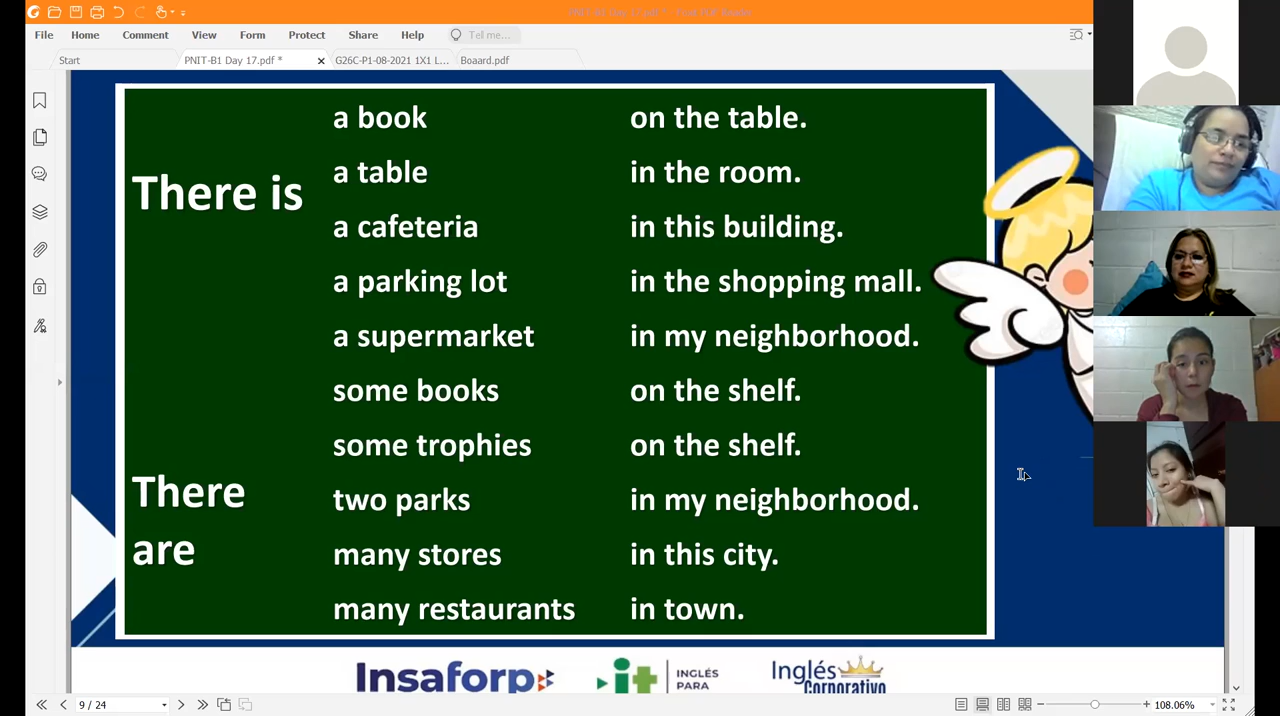 File Home Comment View Form Protect Share Help Tell me...
Start PNIT-B1 Day 17.pdf * G26C-P1-08-2021 1X1 L... Boaard.pdf
There is
a book on the table.
a table in the room.
a cafeteria in this building.
a parking lot in the shopping mall.
a supermarket in my neighborhood.
There are
some books on the shelf.
some trophies on the shelf.
two parks in my neighborhood.
many stores in this city.
many restaurants in town.
Insaforp it INGLÉS PARA Inglés Corporativo
9 / 24 108.06%